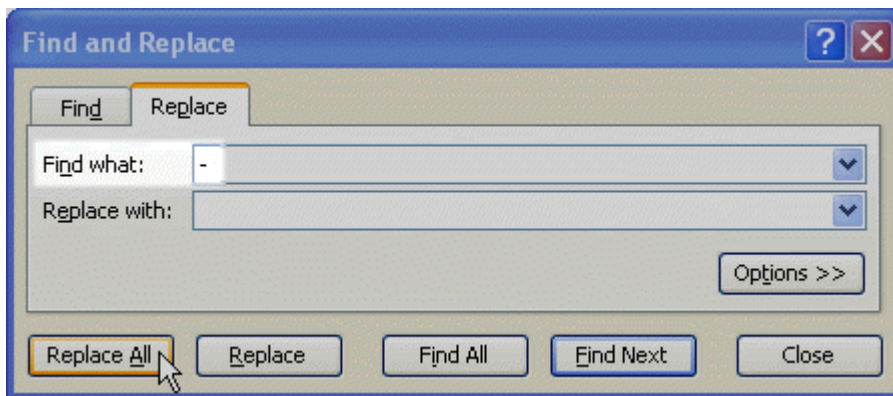 Find and Replace
Find Replace
Find what: -
Replace with:
Options >>
Replace All Replace Find All Find Next Close